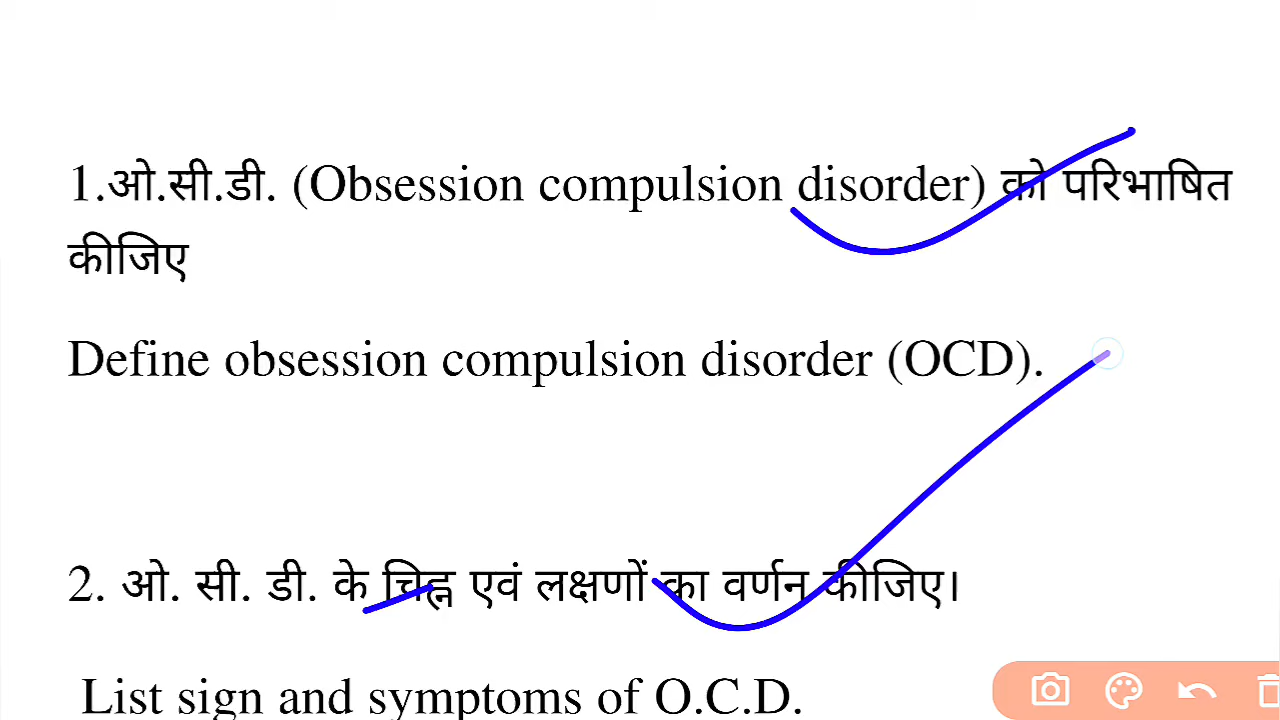 1.ओ.सी.डी. (Obsession compulsion disorder) को परिभाषित
कीजिए
Define obsession compulsion disorder (OCD).
2. ओ. सी. डी. के चिह्न एवं लक्षणों का वर्णन कीजिए।
List sign and symptoms of O.C.D.